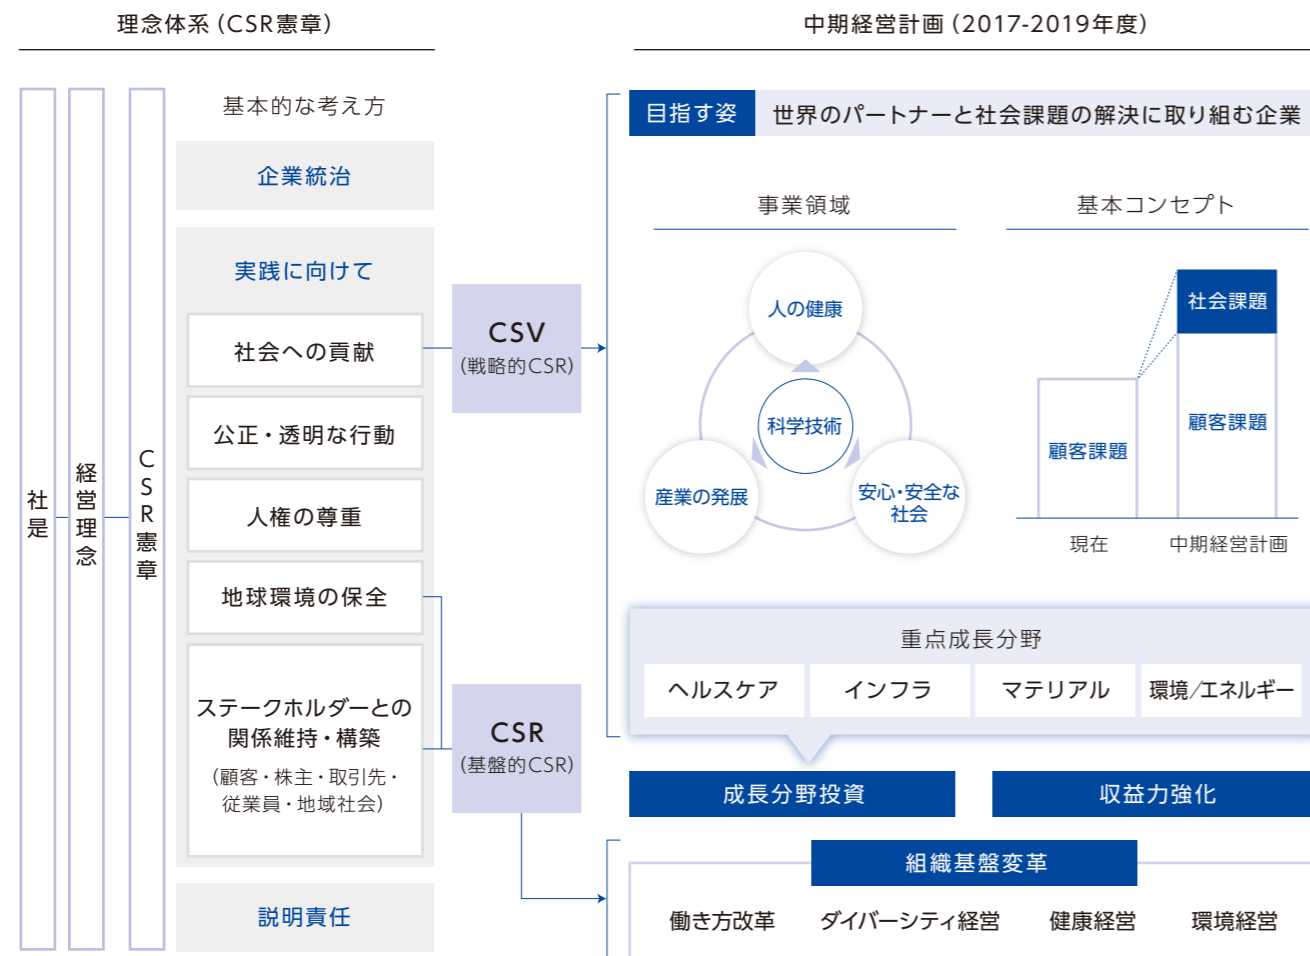 理念体系（CSR憲章）
中期経営計画（2017-2019年度）
社是
経営理念
CSR憲章
基本的な考え方
企業統治
実践に向けて
社会への貢献
公正・透明な行動
人権の尊重
地球環境の保全
ステークホルダーとの
関係維持・構築
（顧客・株主・取引先・
従業員・地域社会）
説明責任
CSV
（戦略的CSR）
CSR
（基盤的CSR）
目指す姿
世界のパートナーと社会課題の解決に取り組む企業
事業領域
人の健康
科学技術
産業の発展
安心・安全な
社会
基本コンセプト
社会課題
顧客課題
顧客課題
現在
中期経営計画
重点成長分野
ヘルスケア
インフラ
マテリアル
環境/エネルギー
成長分野投資
収益力強化
組織基盤変革
働き方改革
ダイバーシティ経営
健康経営
環境経営